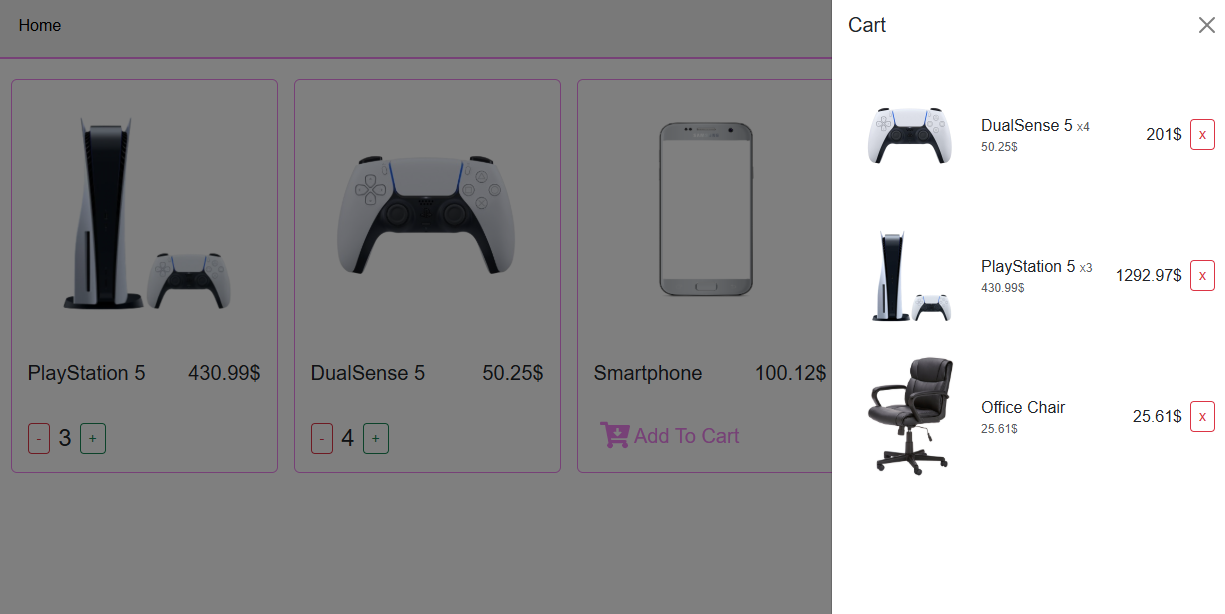 Home
Cart
DualSense 5 x4
50.25$
201$ x
PlayStation 5 x3
430.99$
1292.97$ x
Office Chair
25.61$
25.61$ x
PlayStation 5 430.99$
- 3 +
DualSense 5 50.25$
- 4 +
Smartphone 100.12$
Add To Cart